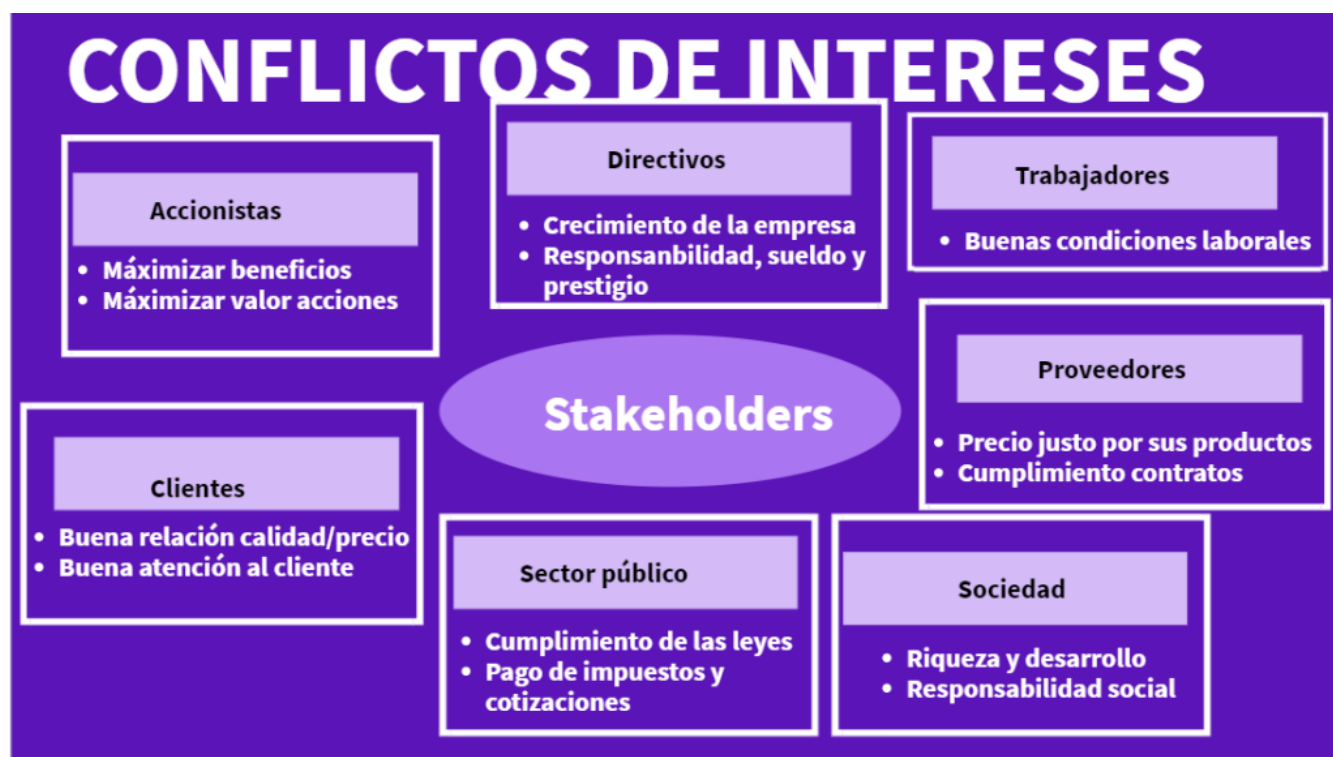 CONFLICTOS DE INTERESES
Accionistas
• Máximizar beneficios
• Máximizar valor acciones
Directivos
• Crecimiento de la empresa
• Responsanbilidad, sueldo y
prestigio
Trabajadores
• Buenas condiciones laborales
Stakeholders
Proveedores
• Precio justo por sus productos
• Cumplimiento contratos
Clientes
• Buena relación calidad/precio
• Buena atención al cliente
Sector público
• Cumplimiento de las leyes
• Pago de impuestos y
cotizaciones
Sociedad
• Riqueza y desarrollo
• Responsabilidad social